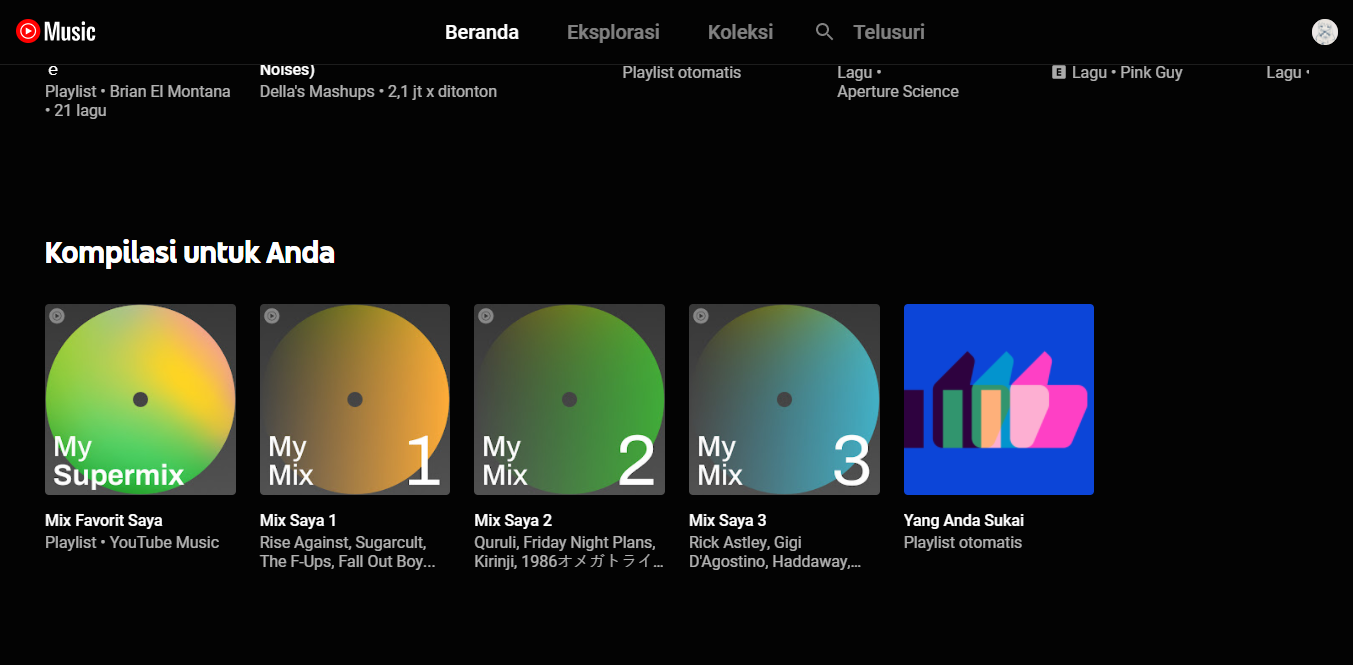 Music
Beranda
Eksplorasi
Koleksi
Telusuri
e
Playlist • Brian El Montana
• 21 lagu
Noises)
Della's Mashups • 2,1 jt x ditonton
Playlist otomatis
Lagu •
Aperture Science
E Lagu • Pink Guy
Lagu •
Kompilasi untuk Anda
My
Supermix
Mix Favorit Saya
Playlist • YouTube Music
My
Mix 1
Mix Saya 1
Rise Against, Sugarcult,
The F-Ups, Fall Out Boy...
My
Mix 2
Mix Saya 2
Quruli, Friday Night Plans,
Kirinji, 1986オメガトライ...
My
Mix 3
Mix Saya 3
Rick Astley, Gigi
D'Agostino, Haddaway,...
Yang Anda Sukai
Playlist otomatis